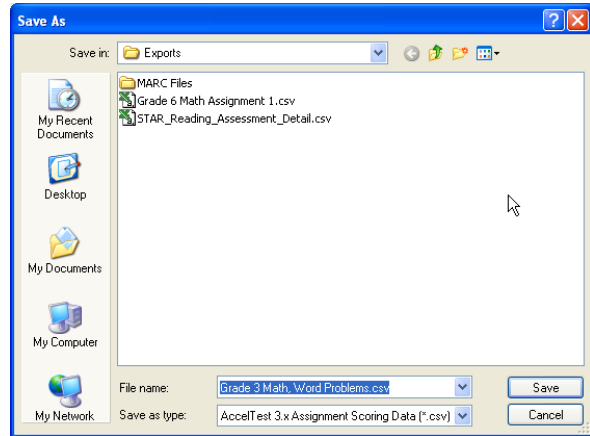 Save As
Save in: Exports
MARC Files
Grade 6 Math Assignment 1.csv
STAR_Reading_Assessment_Detail.csv
My Recent
Documents
Desktop
My Documents
My Computer
My Network
File name: Grade 3 Math, Word Problems.csv Save
Save as type: AccelTest 3.x Assignment Scoring Data (*.csv) Cancel